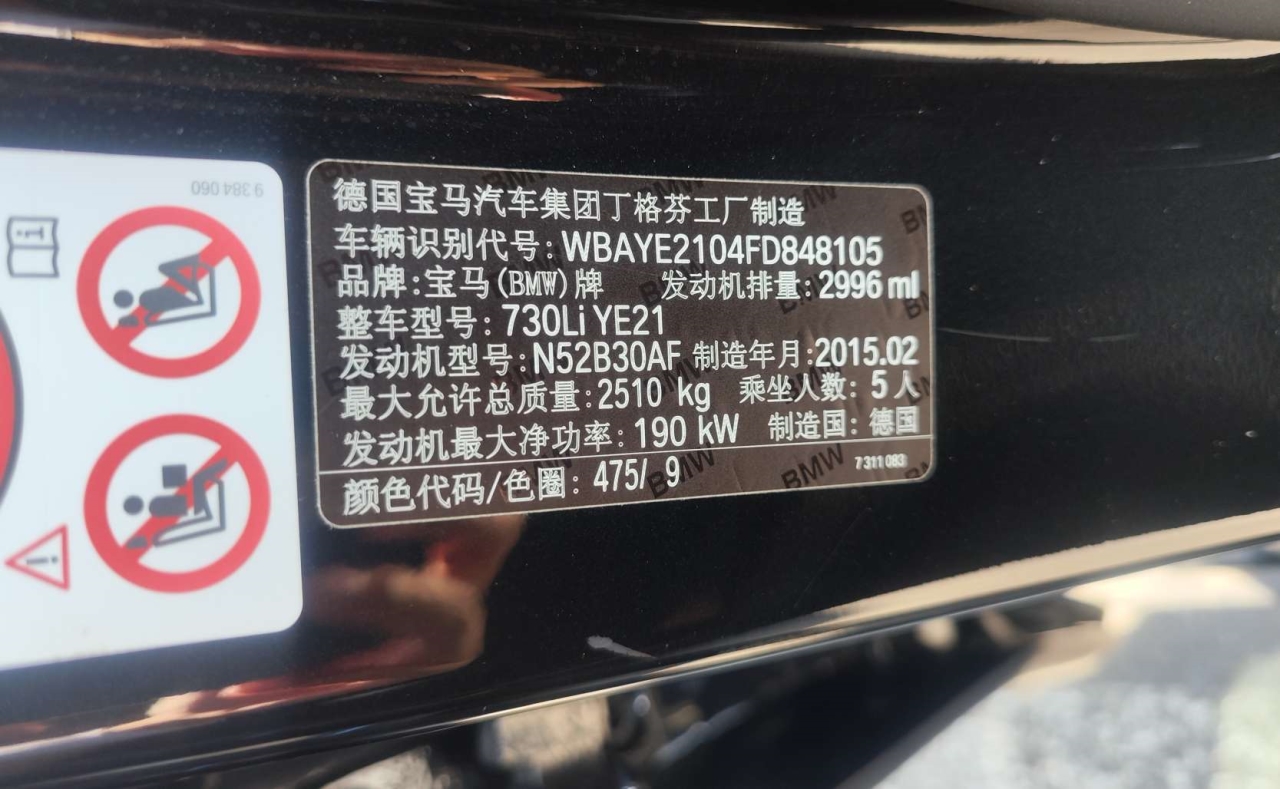 9 384 060
德国宝马汽车集团丁格芬工厂制造
车辆识别代号: WBAYE2104FD848105
品牌:宝马(BMW)牌 发动机排量: 2996 ml
整车型号: 730Li YE21
发动机型号: N52B30AF 制造年月:2015.02
最大允许总质量: 2510 kg 乘坐人数: 5 人
发动机最大净功率: 190 kW 制造国: 德国
7 311 083
颜色代码/色圈: 475/ 9